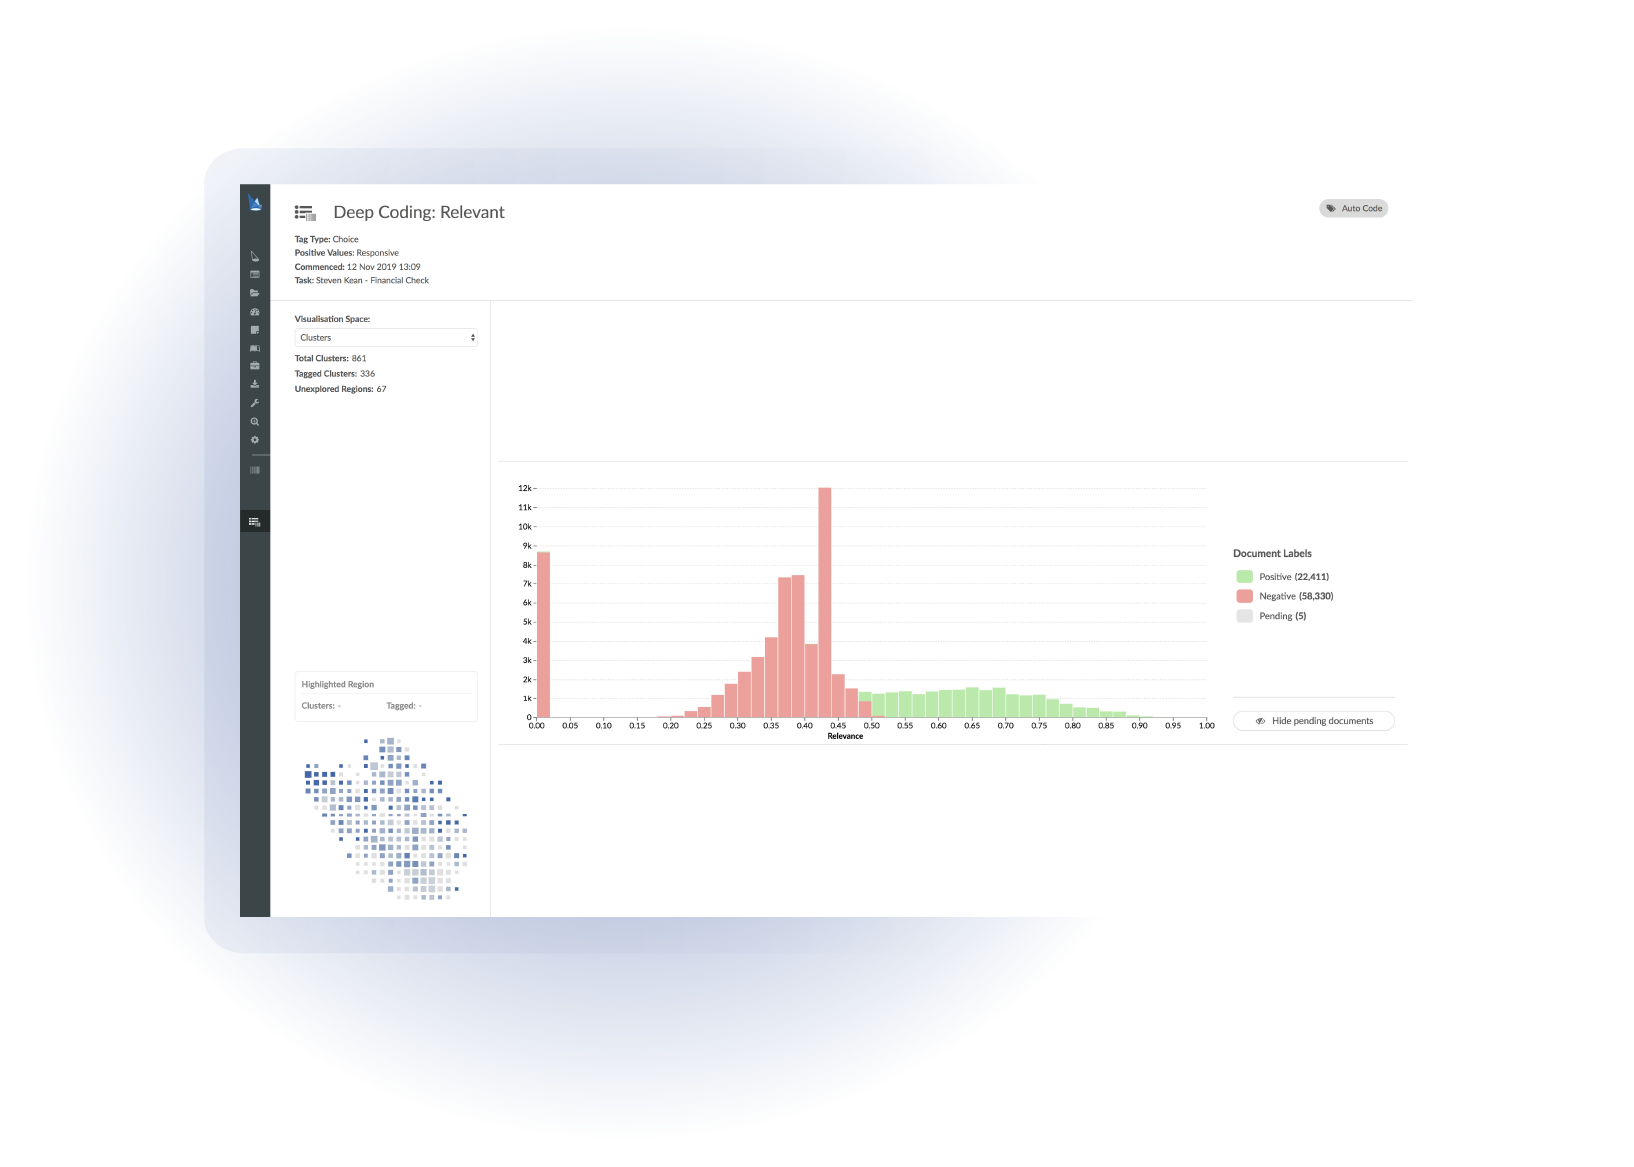 Deep Coding: Relevant
Auto Code
Tag Type: Choice
Positive Values: Responsive
Commenced: 12 Nov 2019 13:09
Task: Steven Kean - Financial Check
Visualisation Space:
Clusters
Total Clusters: 861
Tagged Clusters: 336
Unexplored Regions: 67
12k
11k
10k
9k
8k
7k
6k
5k
4k
3k
2k
1k
0
0.00 0.05 0.10 0.15 0.20 0.25 0.30 0.35 0.40 0.45 0.50 0.55 0.60 0.65 0.70 0.75 0.80 0.85 0.90 0.95 1.00
Relevance
Document Labels
Positive (22,411)
Negative (58,330)
Pending (5)
Hide pending documents
Highlighted Region
Clusters: - Tagged: -